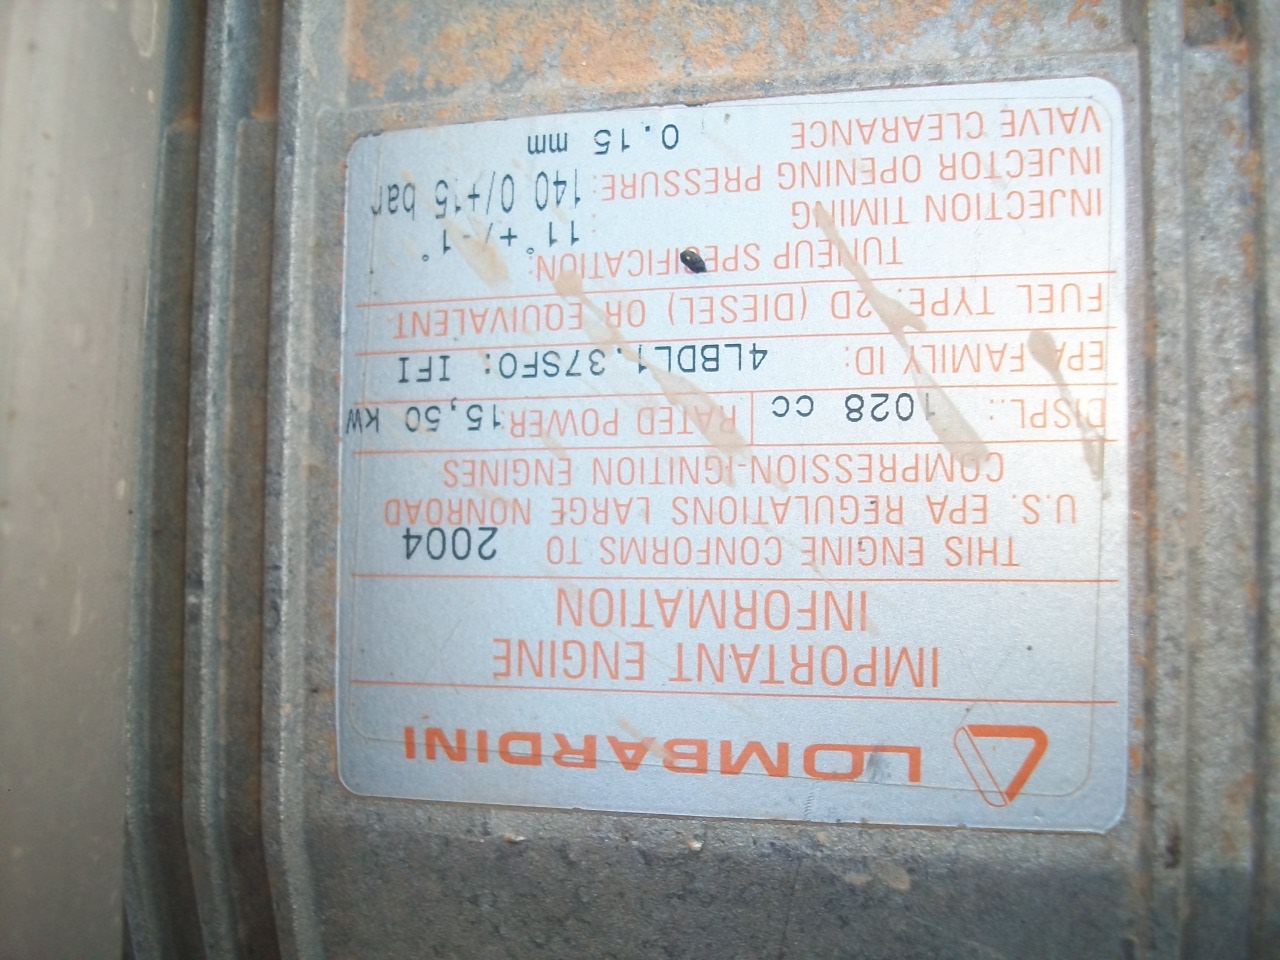 LOMBARDINI
IMPORTANT ENGINE
INFORMATION
THIS ENGINE CONFORMS TO 2004
U.S. EPA REGULATIONS LARGE NONROAD
COMPRESSION-IGNITION ENGINES
DISPL.: 1028 cc RATED POWER: 15,50 kW
EPA FAMILY ID: 4LBDL1.37SFO: IFI
FUEL TYPE: 2D (DIESEL) OR EQUIVALENT
TUNEUP SPECIFICATION:
INJECTION TIMING : 11°+/-1°
INJECTOR OPENING PRESSURE: 140 0/+15 bar
VALVE CLEARANCE 0.15 mm